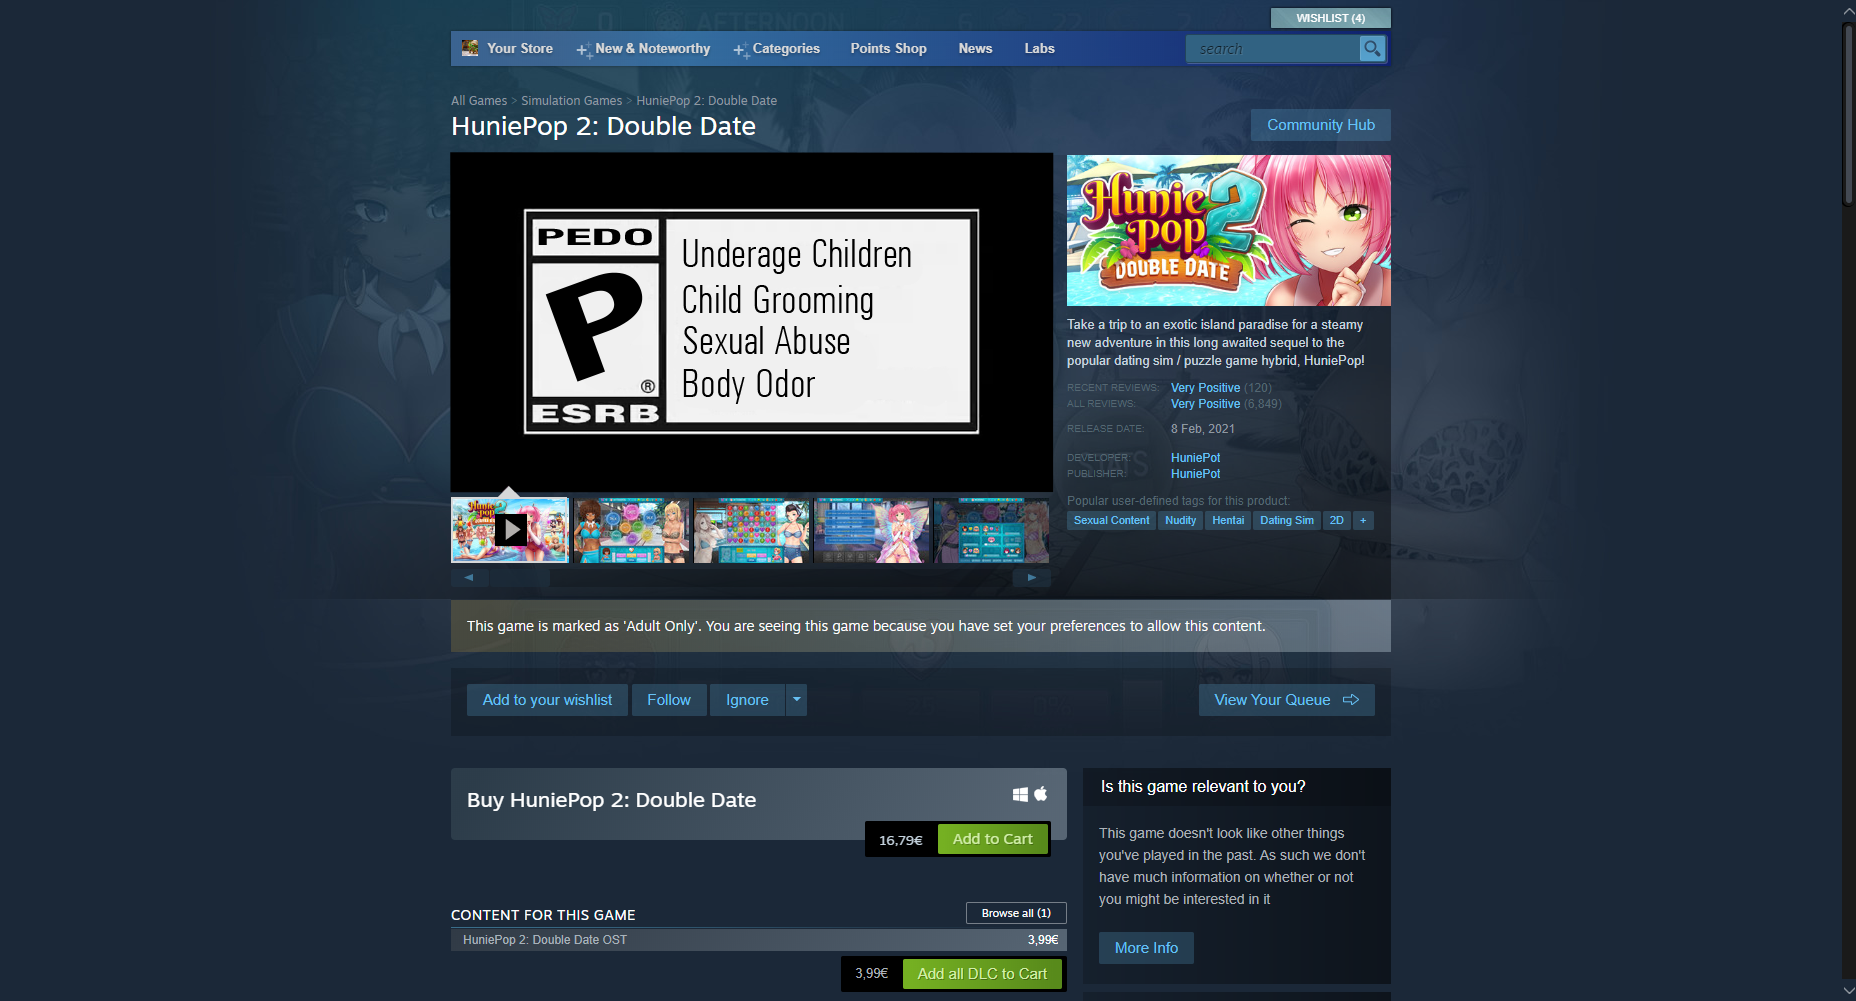 WISHLIST (4)
Your Store
New & Noteworthy
Categories
Points Shop
News
Labs
search
All Games > Simulation Games > HuniePop 2: Double Date
HuniePop 2: Double Date
Community Hub
PEDO
P
®
ESRB
Underage Children
Child Grooming
Sexual Abuse
Body Odor
Hunie
Pop 2
DOUBLE DATE
Take a trip to an exotic island paradise for a steamy
new adventure in this long awaited sequel to the
popular dating sim / puzzle game hybrid, HuniePop!
RECENT REVIEWS: Very Positive (120)
ALL REVIEWS: Very Positive (6,849)
RELEASE DATE: 8 Feb, 2021
DEVELOPER: HuniePot
PUBLISHER: HuniePot
Popular user-defined tags for this product:
Sexual Content Nudity Hentai Dating Sim 2D +
This game is marked as 'Adult Only'. You are seeing this game because you have set your preferences to allow this content.
Add to your wishlist
Follow
Ignore
View Your Queue
Buy HuniePop 2: Double Date
16,79€
Add to Cart
CONTENT FOR THIS GAME
Browse all (1)
HuniePop 2: Double Date OST 3,99€
3,99€
Add all DLC to Cart
Is this game relevant to you?
This game doesn't look like other things
you've played in the past. As such we don't
have much information on whether or not
you might be interested in it
More Info